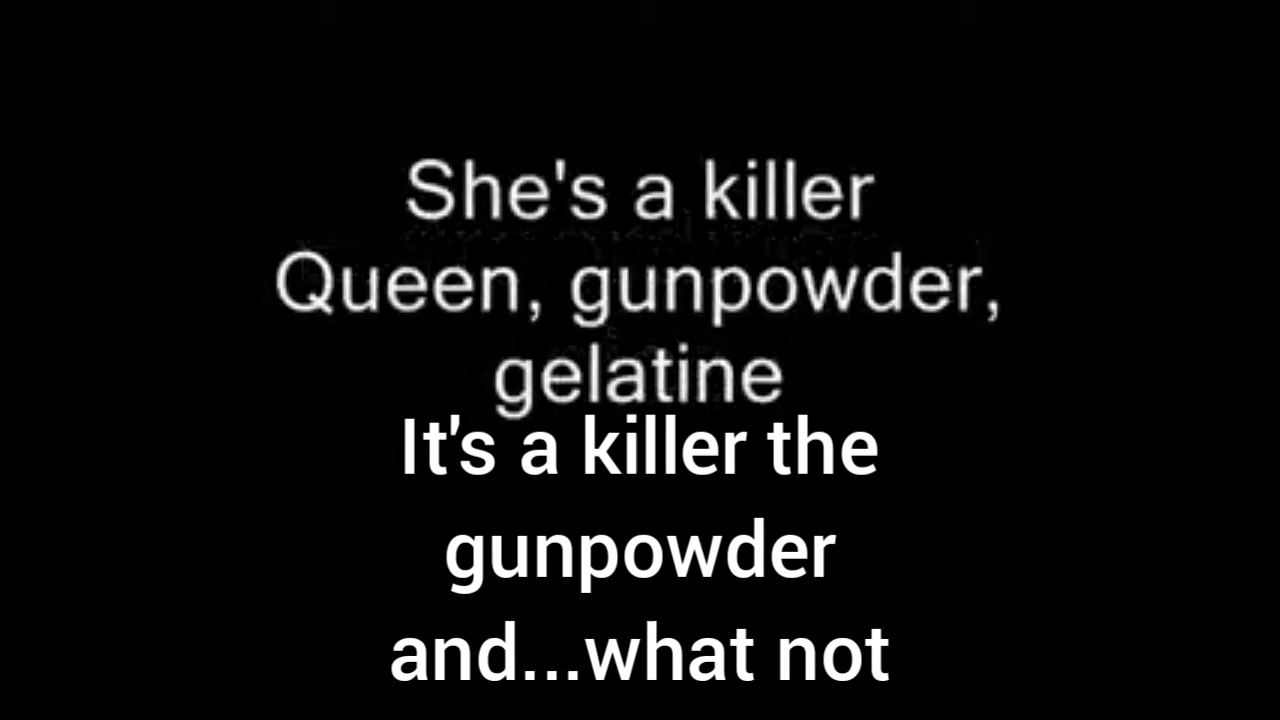 She's a killer
Queen, gunpowder,
gelatine
It's a killer the
gunpowder
and...what not